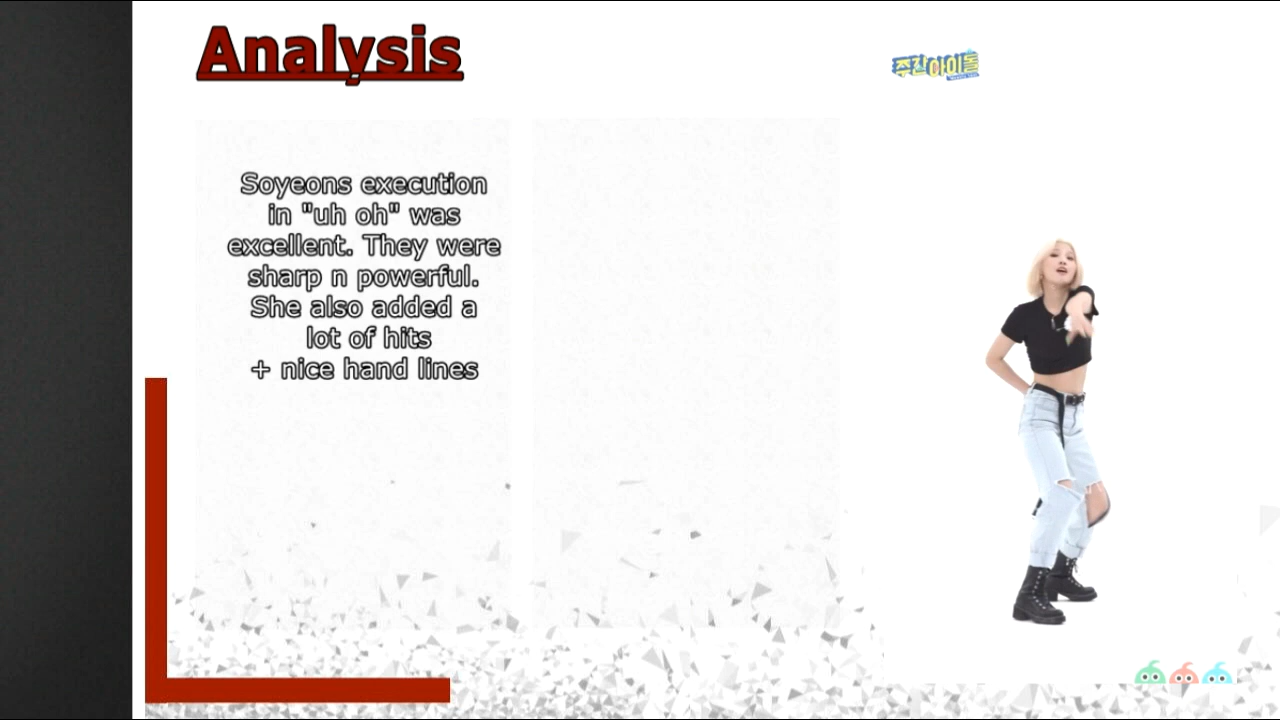 Analysis
주간아이돌
Soyeons execution
in "uh oh" was
excellent. They were
sharp n powerful.
She also added a
lot of hits
+ nice hand lines